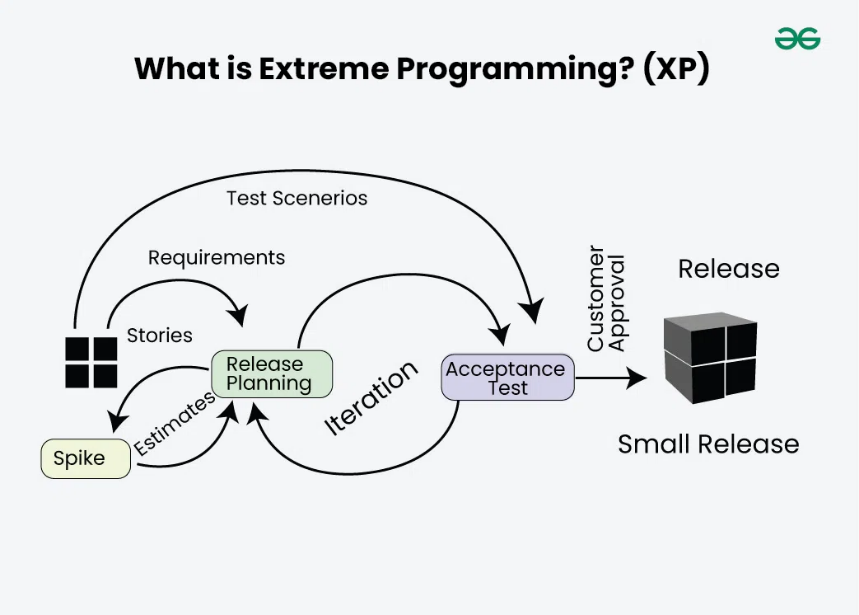 What is Extreme Programming? (XP)
Test Scenerios
Requirements
Stories
Release
Planning
Estimates
Spike
Iteration
Acceptance
Test
Customer
Approval
Release
Small Release